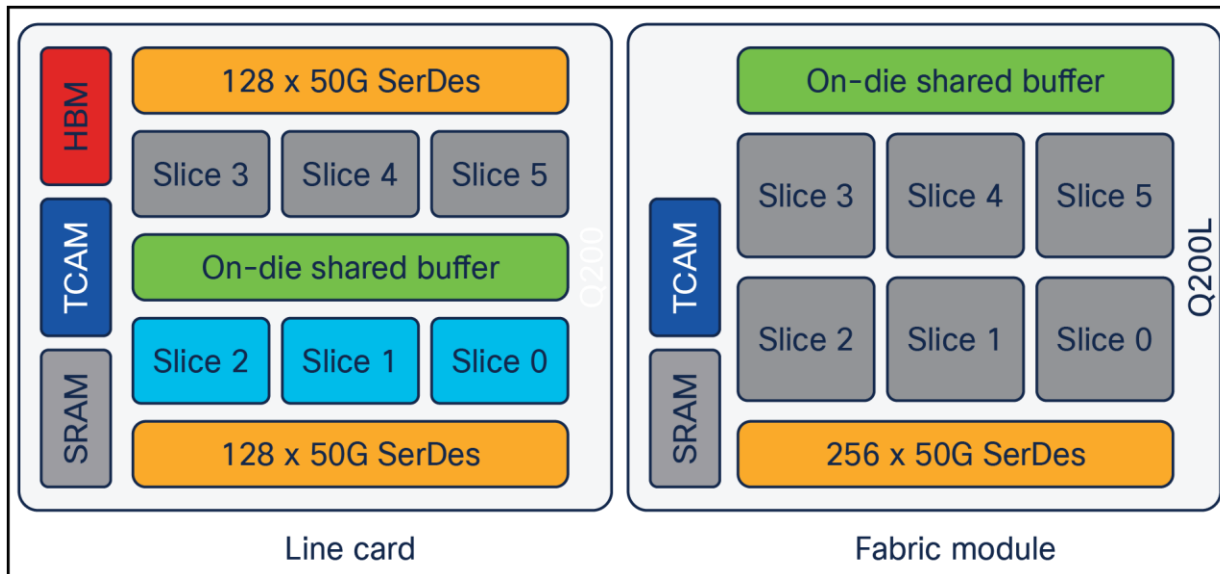 HBM
TCAM
SRAM
128 x 50G SerDes
Slice 3
Slice 4
Slice 5
On-die shared buffer
Slice 2
Slice 1
Slice 0
128 x 50G SerDes
Q200
Line card
TCAM
SRAM
On-die shared buffer
Slice 3
Slice 4
Slice 5
Slice 2
Slice 1
Slice 0
256 x 50G SerDes
Q200L
Fabric module